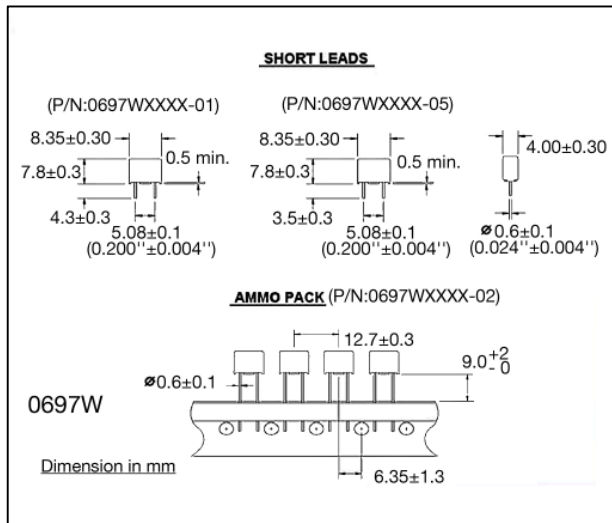 SHORT LEADS
(P/N:0697WXXXX-01)
(P/N:0697WXXXX-05)
8.35±0.30
7.8±0.3
0.5 min.
4.3±0.3
5.08±0.1
(0.200"±0.004")
8.35±0.30
7.8±0.3
0.5 min.
3.5±0.3
5.08±0.1
(0.200"±0.004")
4.00±0.30
ø0.6±0.1
(0.024"±0.004")
AMMO PACK (P/N:0697WXXXX-02)
12.7±0.3
9.0 +2 -0
ø0.6±0.1
0697W
6.35±1.3
Dimension in mm